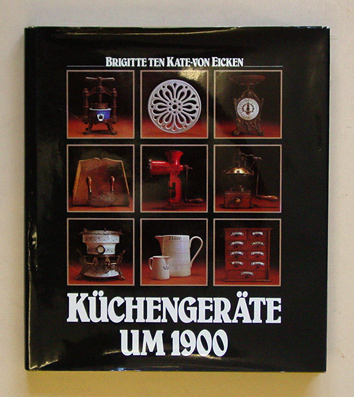 BRIGITTE TEN KATE-VON EICKEN
KÜCHENGERÄTE
UM 1900